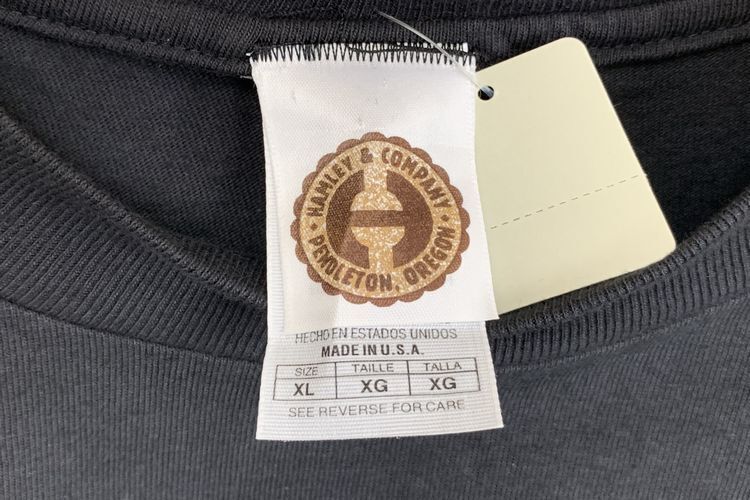 HAMLEY & COMPANY
PENDLETON, OREGON
HECHO EN ESTADOS UNIDOS
MADE IN U.S.A.
SIZE TAILLE TALLA
XL XG XG
SEE REVERSE FOR CARE